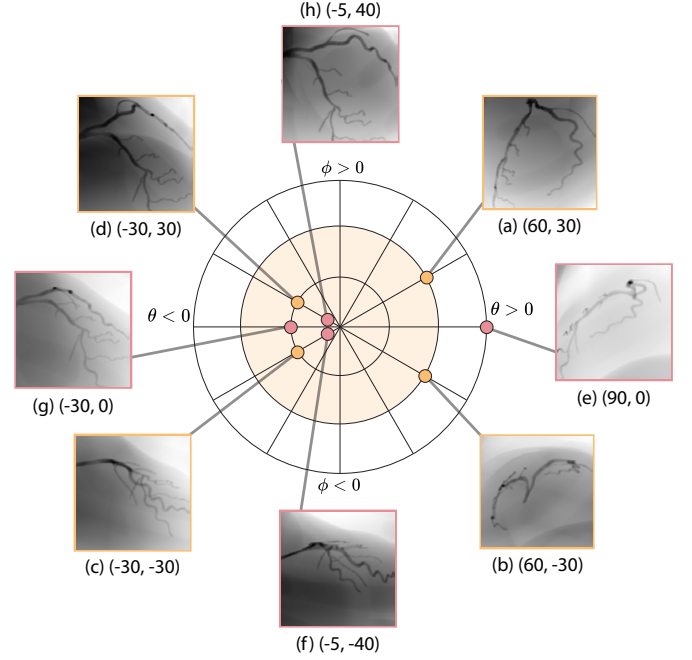 (h) (-5, 40)
ϕ > 0
(d) (-30, 30)
(a) (60, 30)
θ < 0
θ > 0
(g) (-30, 0)
(e) (90, 0)
ϕ < 0
(c) (-30, -30)
(b) (60, -30)
(f) (-5, -40)